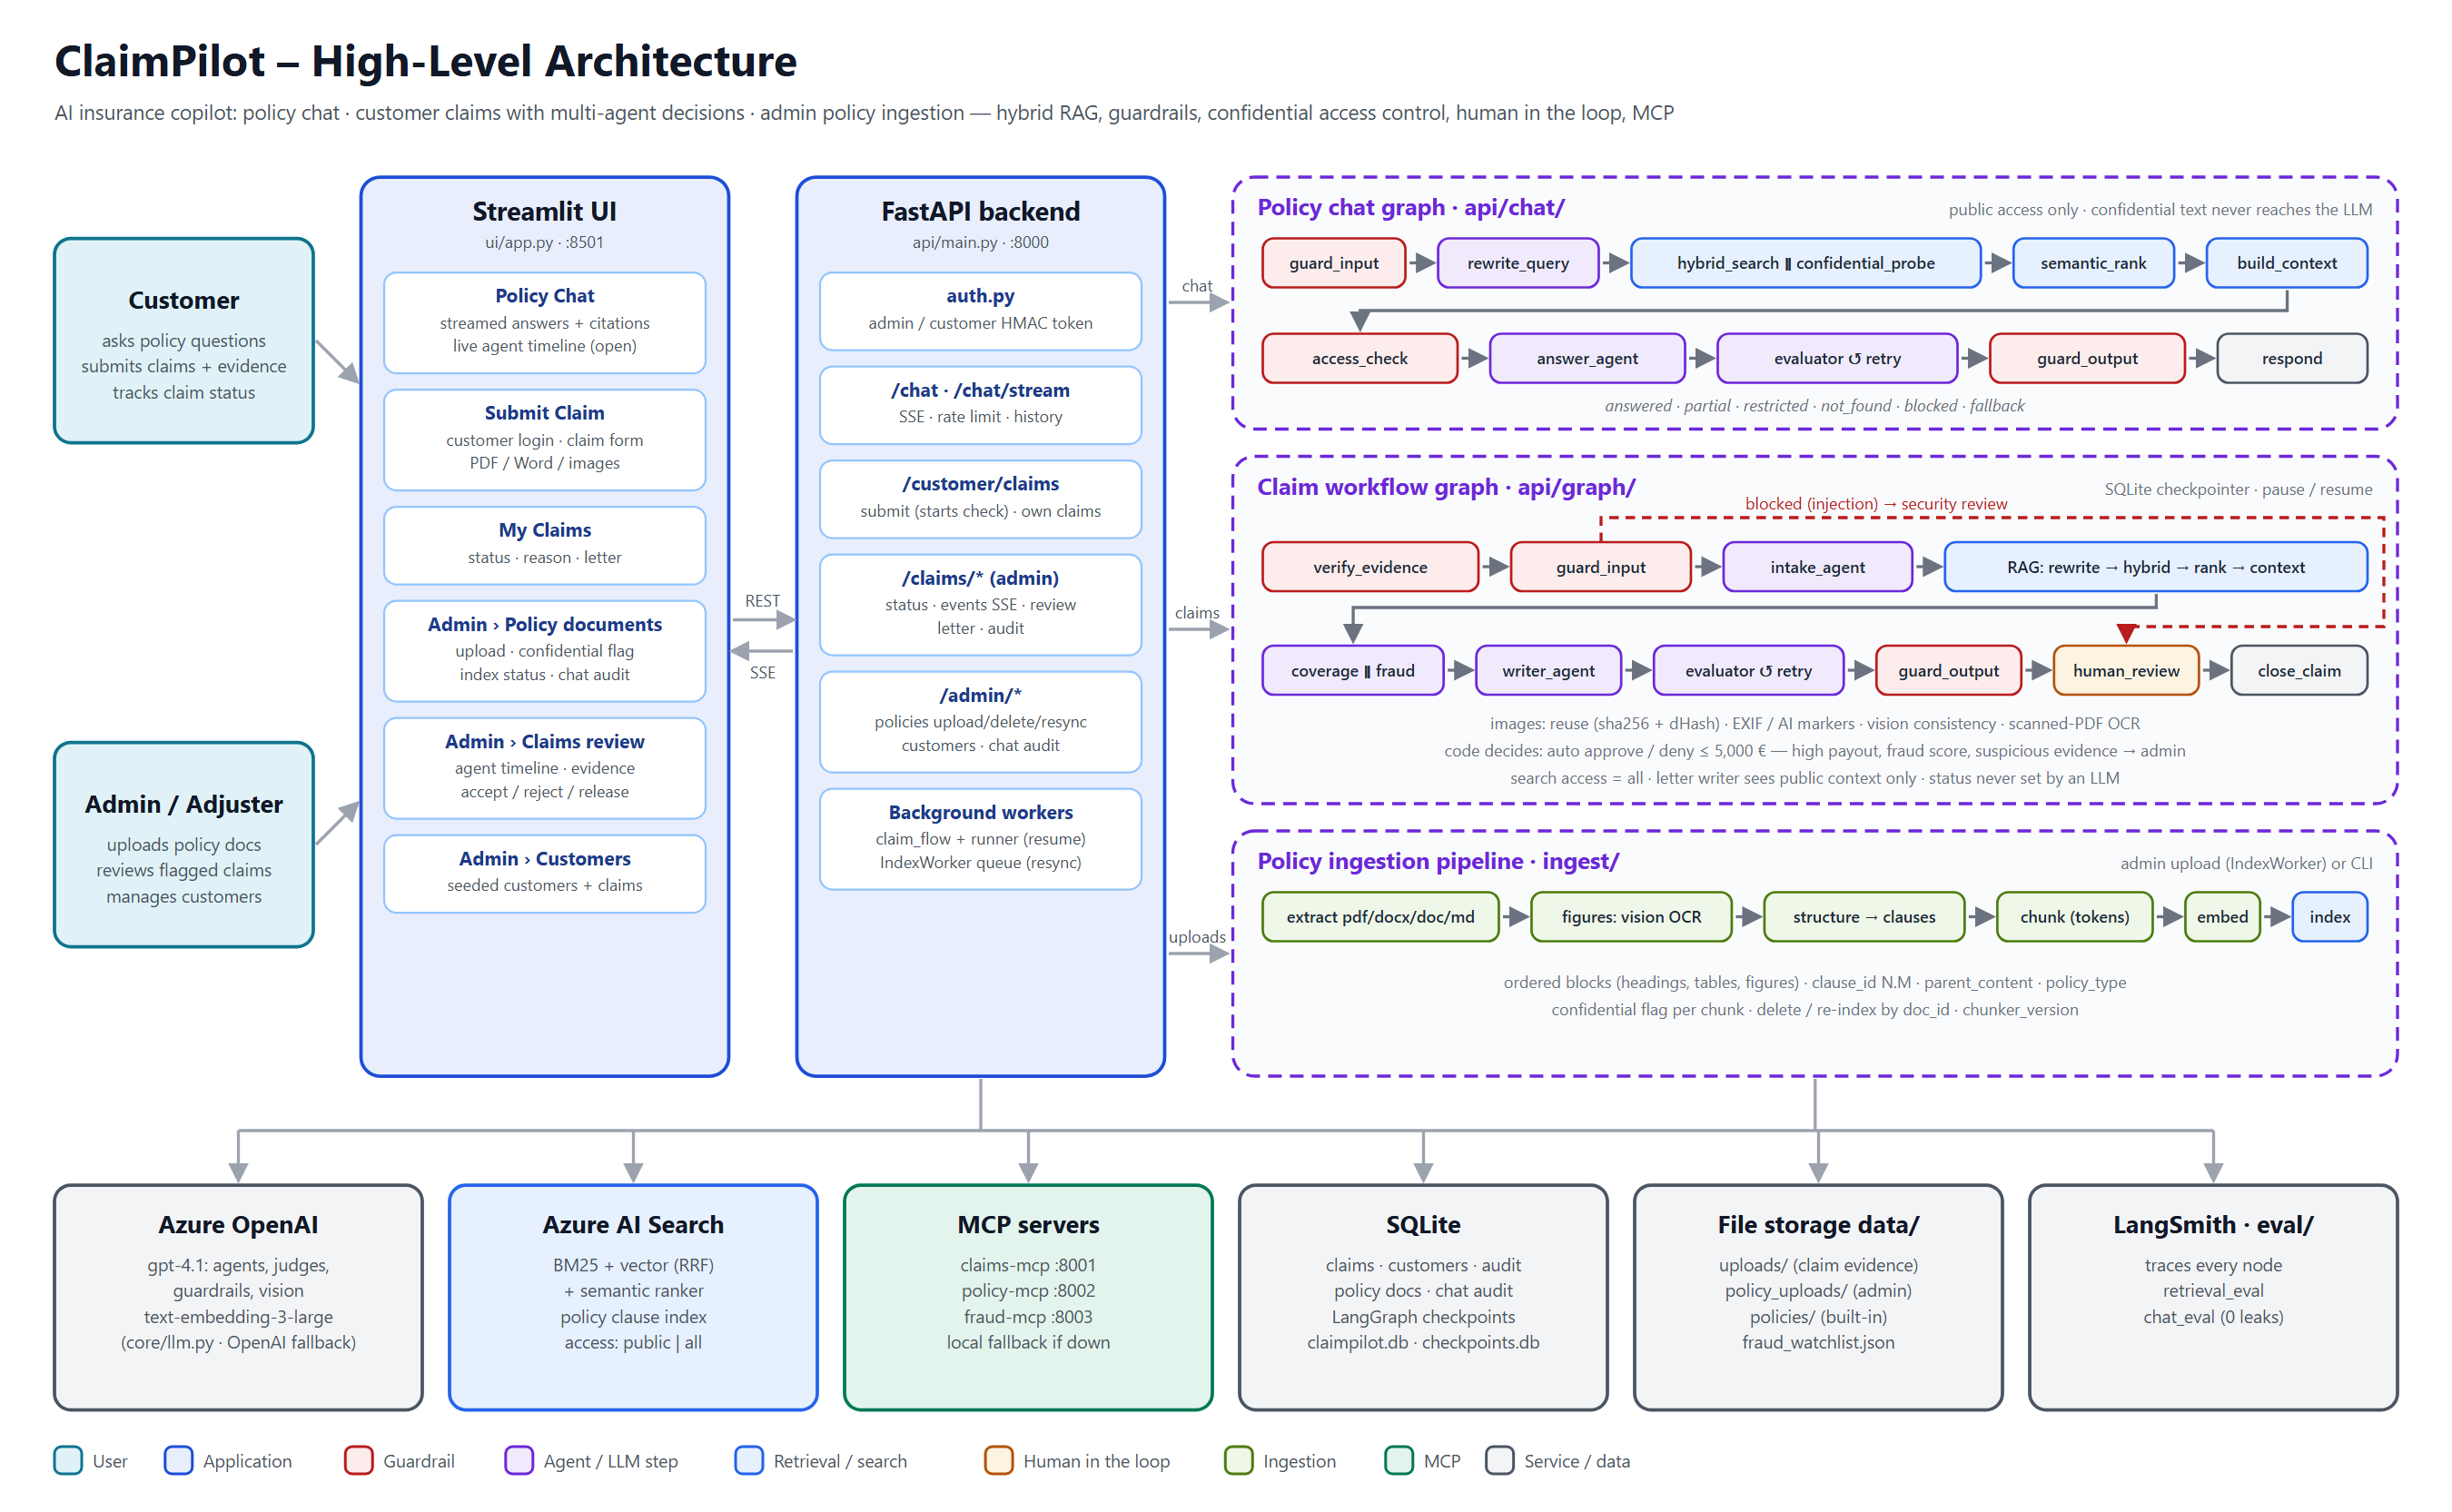 ClaimPilot – High-Level Architecture
AI insurance copilot: policy chat · customer claims with multi-agent decisions · admin policy ingestion — hybrid RAG, guardrails, confidential access control, human in the loop, MCP
Customer
asks policy questions
submits claims + evidence
tracks claim status
Admin / Adjuster
uploads policy docs
reviews flagged claims
manages customers
Streamlit UI
ui/app.py · :8501
Policy Chat
streamed answers + citations
live agent timeline (open)
Submit Claim
customer login · claim form
PDF / Word / images
My Claims
status · reason · letter
Admin › Policy documents
upload · confidential flag
index status · chat audit
Admin › Claims review
agent timeline · evidence
accept / reject / release
Admin › Customers
seeded customers + claims
REST
SSE
FastAPI backend
api/main.py · :8000
auth.py
admin / customer HMAC token
/chat · /chat/stream
SSE · rate limit · history
/customer/claims
submit (starts check) · own claims
/claims/* (admin)
status · events SSE · review
letter · audit
/admin/*
policies upload/delete/resync
customers · chat audit
Background workers
claim_flow + runner (resume)
IndexWorker queue (resync)
chat
claims
uploads
Policy chat graph · api/chat/
public access only · confidential text never reaches the LLM
guard_input
rewrite_query
hybrid_search ∥ confidential_probe
semantic_rank
build_context
access_check
answer_agent
evaluator ↺ retry
guard_output
respond
answered · partial · restricted · not_found · blocked · fallback
Claim workflow graph · api/graph/
SQLite checkpointer · pause / resume
blocked (injection) → security review
verify_evidence
guard_input
intake_agent
RAG: rewrite → hybrid → rank → context
coverage ∥ fraud
writer_agent
evaluator ↺ retry
guard_output
human_review
close_claim
images: reuse (sha256 + dHash) · EXIF / AI markers · vision consistency · scanned-PDF OCR
code decides: auto approve / deny ≤ 5,000 € — high payout, fraud score, suspicious evidence → admin
search access = all · letter writer sees public context only · status never set by an LLM
Policy ingestion pipeline · ingest/
admin upload (IndexWorker) or CLI
extract pdf/docx/doc/md
figures: vision OCR
structure → clauses
chunk (tokens)
embed
index
ordered blocks (headings, tables, figures) · clause_id N.M · parent_content · policy_type
confidential flag per chunk · delete / re-index by doc_id · chunker_version
Azure OpenAI
gpt-4.1: agents, judges,
guardrails, vision
text-embedding-3-large
(core/llm.py · OpenAI fallback)
Azure AI Search
BM25 + vector (RRF)
+ semantic ranker
policy clause index
access: public | all
MCP servers
claims-mcp :8001
policy-mcp :8002
fraud-mcp :8003
local fallback if down
SQLite
claims · customers · audit
policy docs · chat audit
LangGraph checkpoints
claimpilot.db · checkpoints.db
File storage data/
uploads/ (claim evidence)
policy_uploads/ (admin)
policies/ (built-in)
fraud_watchlist.json
LangSmith · eval/
traces every node
retrieval_eval
chat_eval (0 leaks)
User
Application
Guardrail
Agent / LLM step
Retrieval / search
Human in the loop
Ingestion
MCP
Service / data